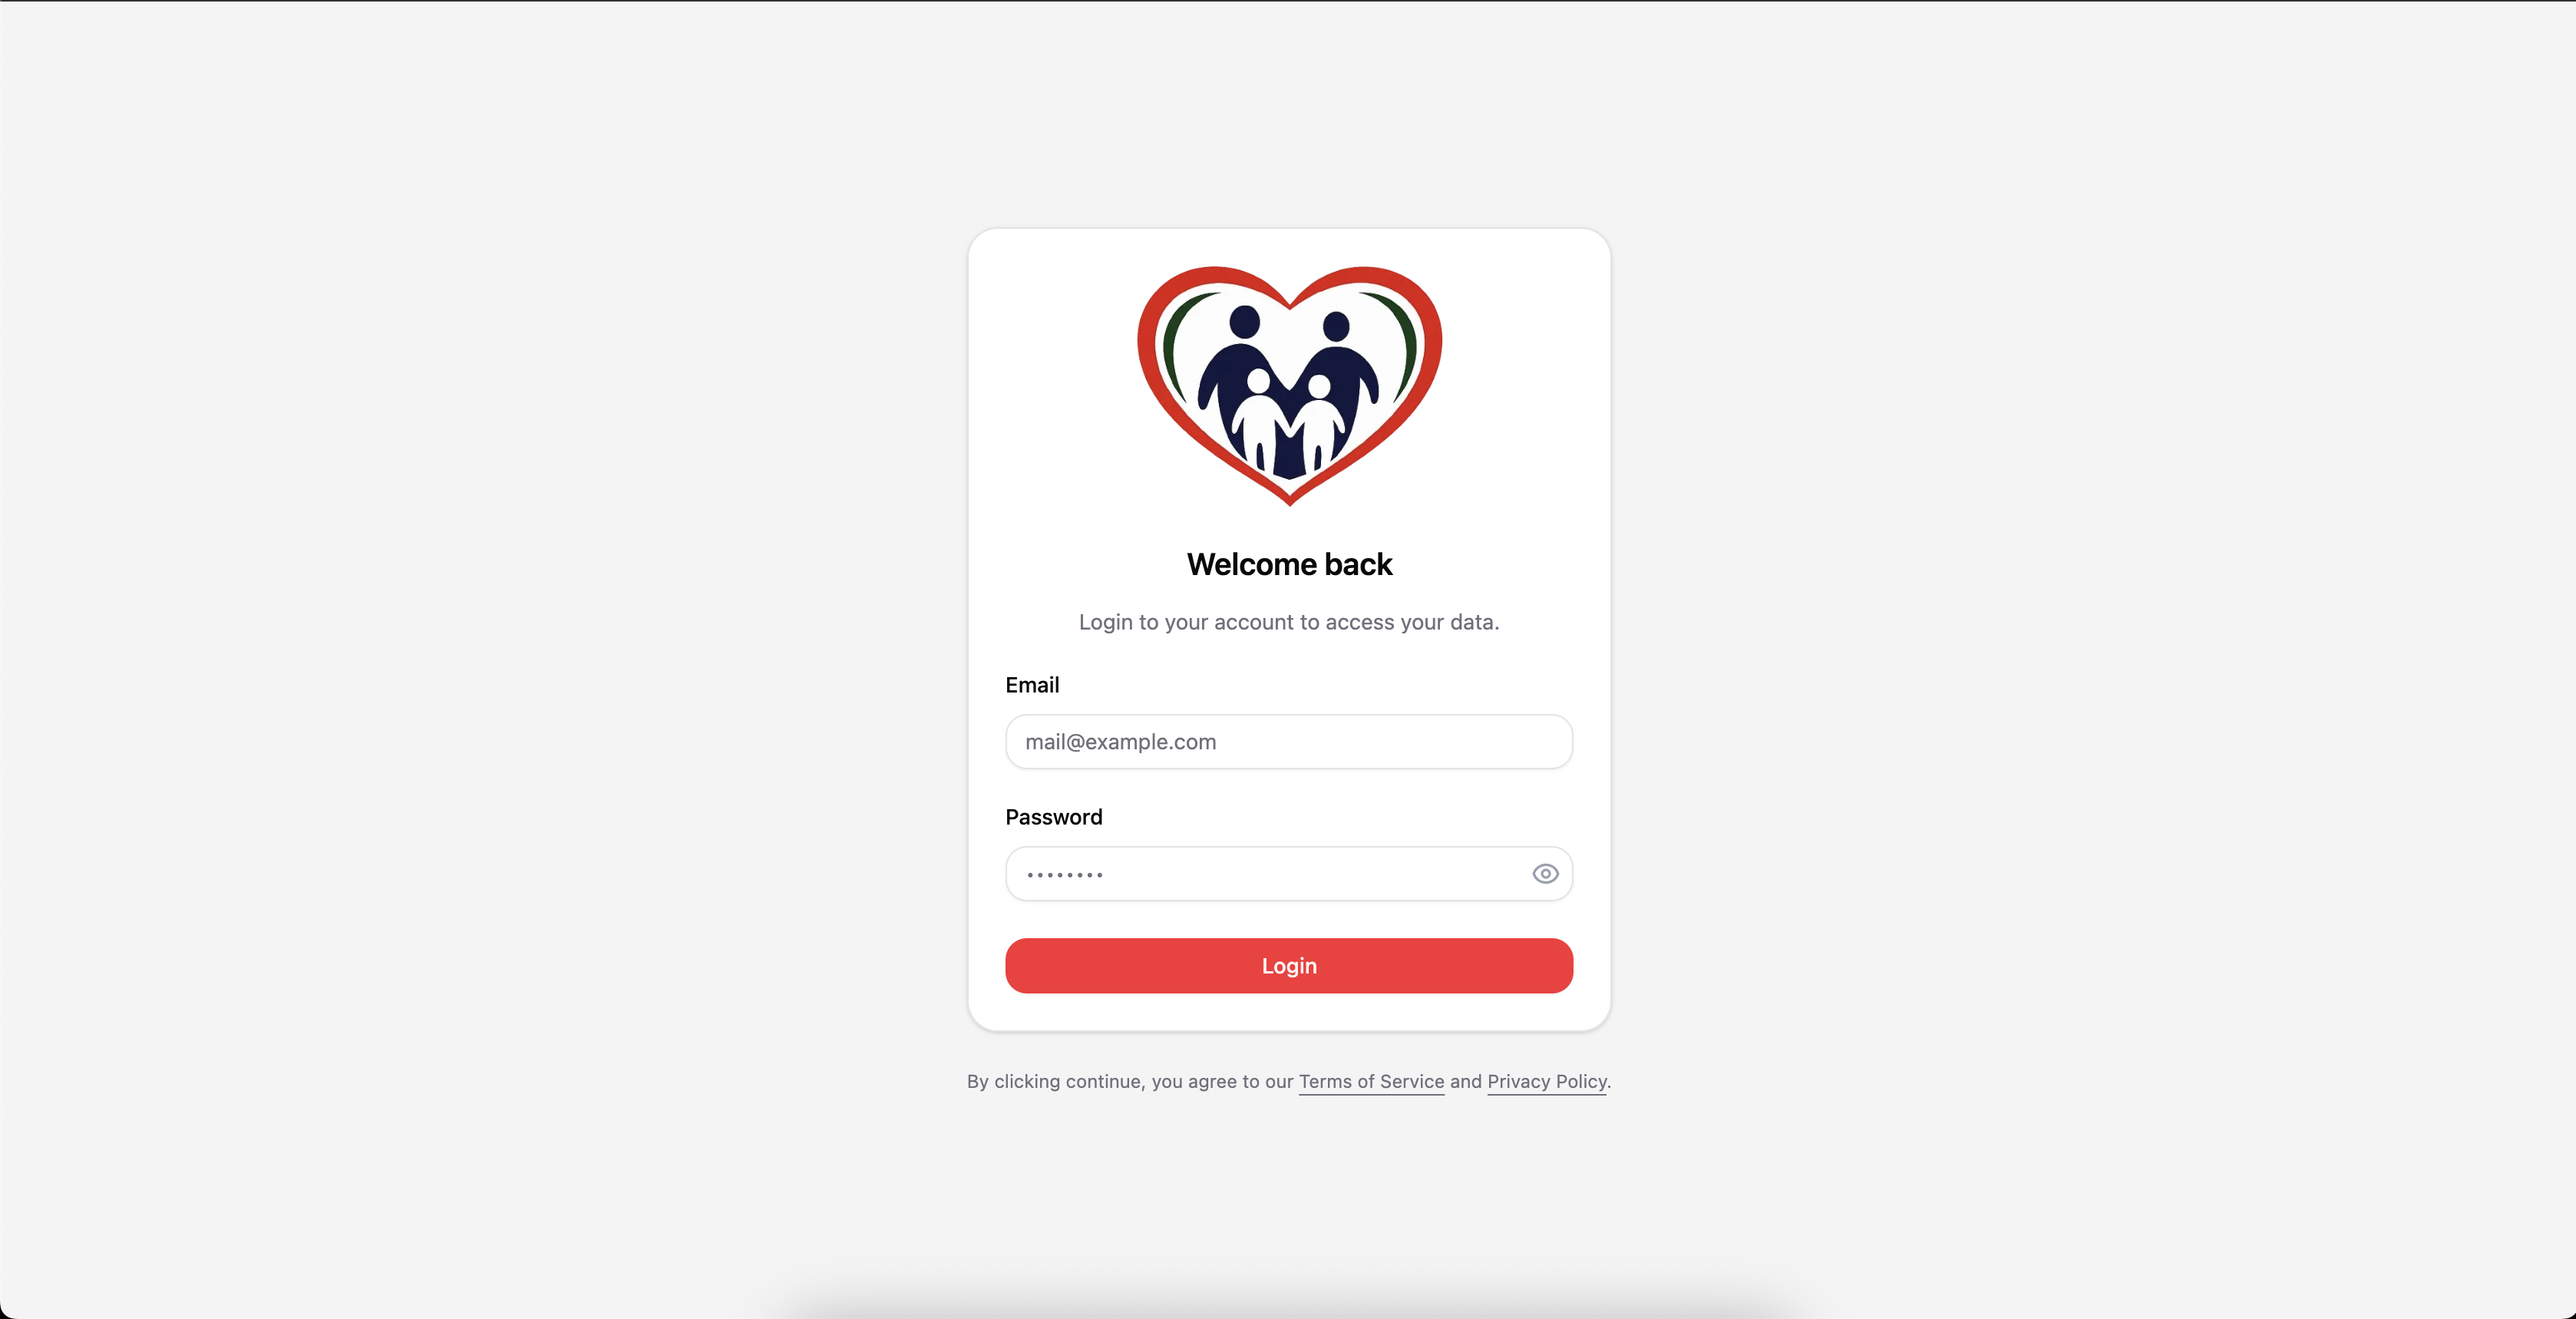 Welcome back
Login to your account to access your data.
Email
mail@example.com
Password
••••••••
Login
By clicking continue, you agree to our Terms of Service and Privacy Policy.